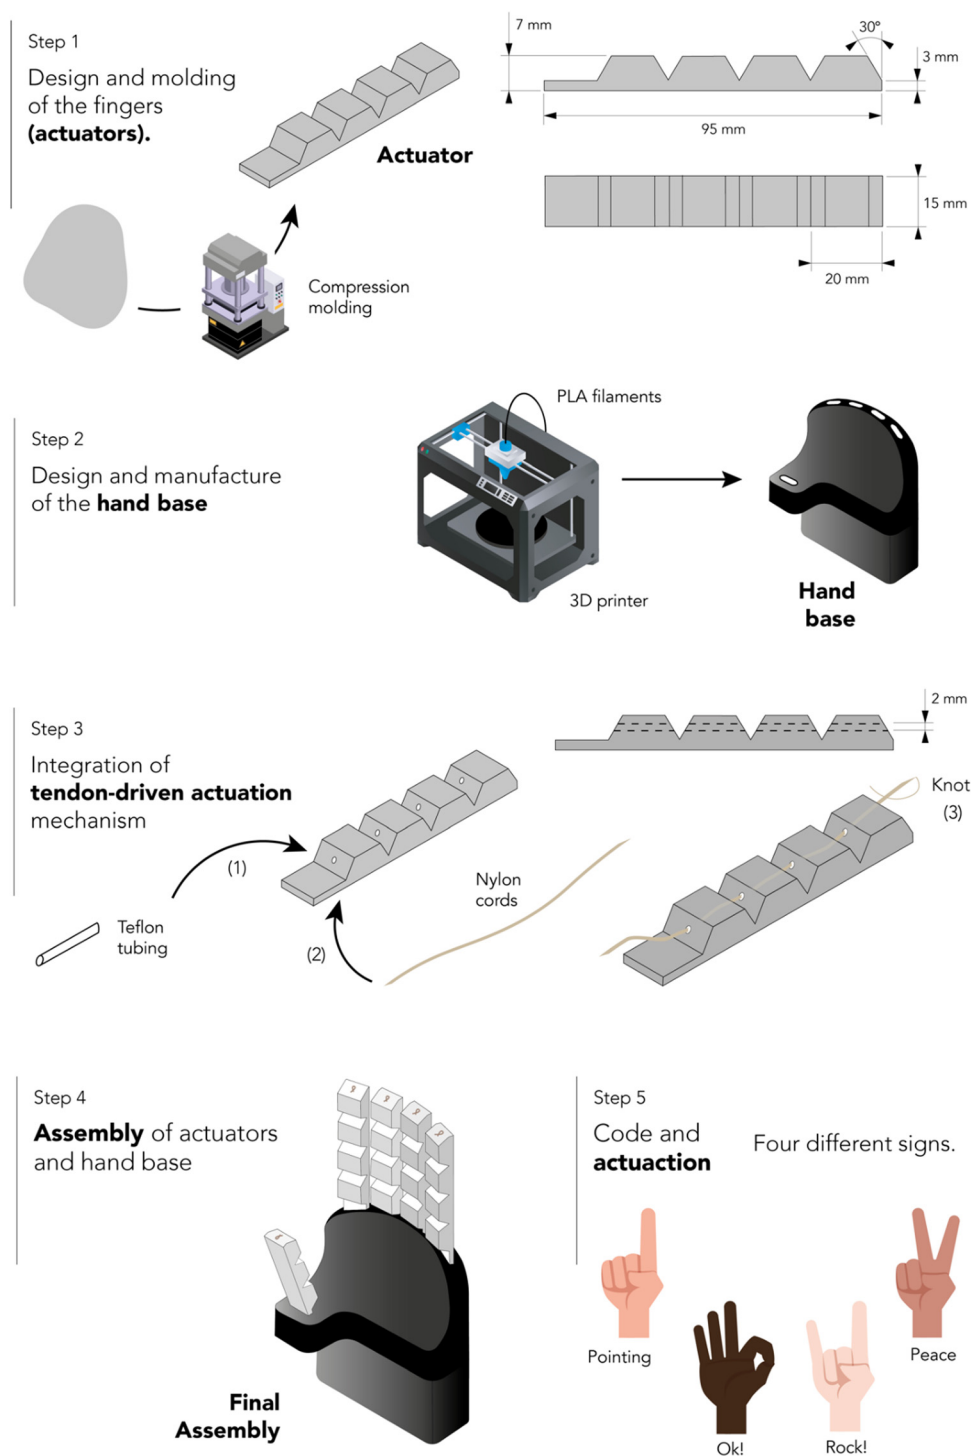 Step 1
Design and molding
of the fingers
(actuators).
Actuator
7 mm
30º
3 mm
95 mm
15 mm
20 mm
Compression
molding
Step 2
Design and manufacture
of the hand base
PLA filaments
3D printer
Hand
base
Step 3
Integration of
tendon-driven actuation
mechanism
2 mm
Knot
(3)
(1)
Nylon
cords
Teflon
tubing
(2)
Step 4
Assembly of actuators
and hand base
Final
Assembly
Step 5
Code and
actuaction
Four different signs.
Pointing
Peace
Ok!
Rock!